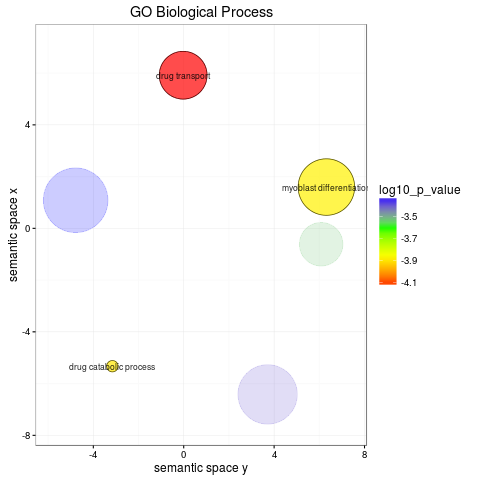 GO Biological Process
drug transport
4
myoblast differentiation
log10_p_value
-3.5
-3.7
-3.9
-4.1
semantic space x
0
-4
drug catabolic process
-8
-4
0
4
8
semantic space y